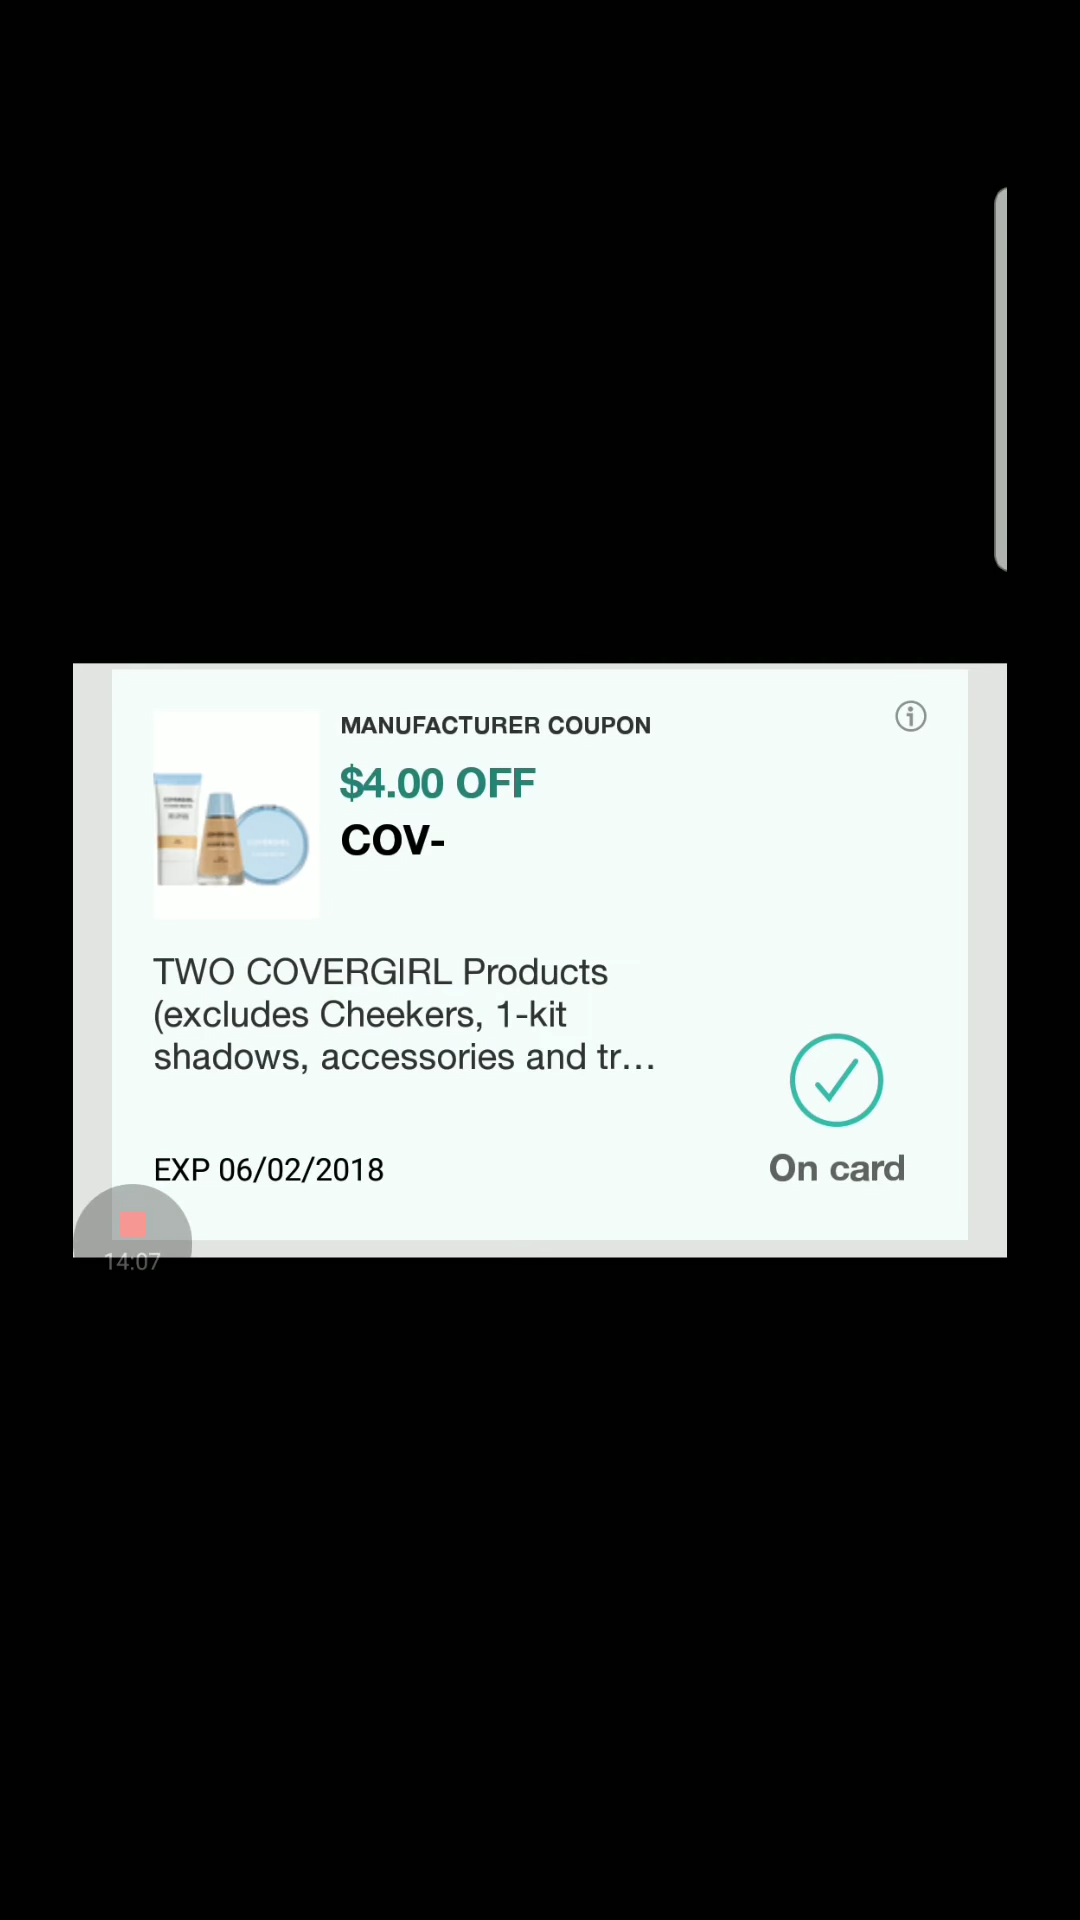 MANUFACTURER COUPON
$4.00 OFF
COV-
TWO COVERGIRL Products
(excludes Cheekers, 1-kit
shadows, accessories and tr...
EXP 06/02/2018
On card
14:07